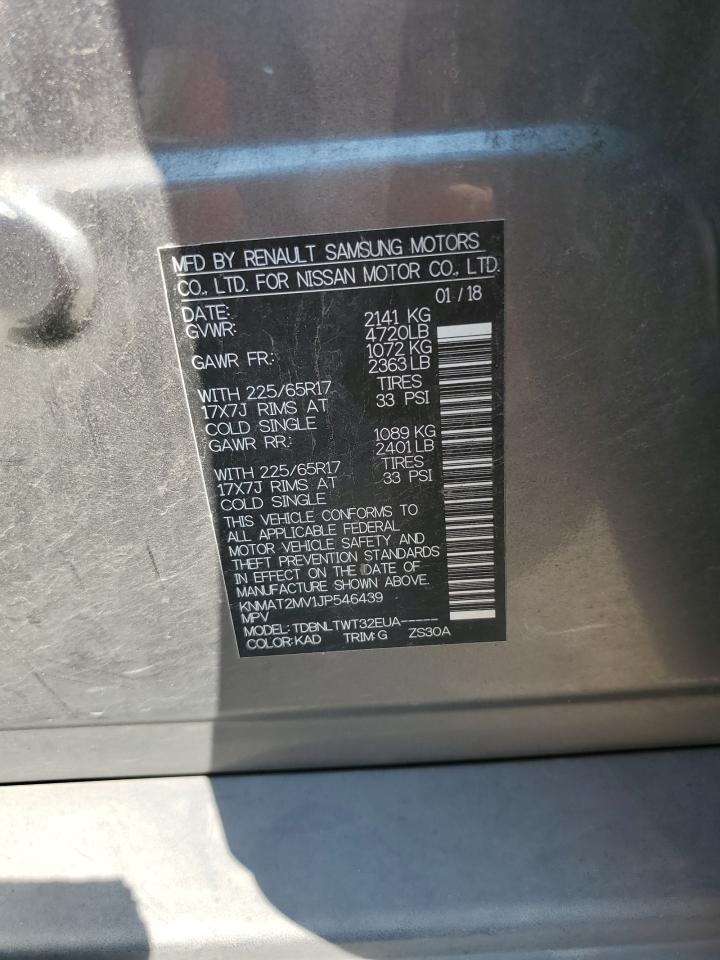 MFD BY RENAULT SAMSUNG MOTORS
CO., LTD. FOR NISSAN MOTOR CO., LTD.
DATE: 01 / 18
GVWR: 2141 KG
4720LB
GAWR FR: 1072 KG
2363LB
WITH 225/65R17 TIRES
17X7J RIMS AT 33 PSI
COLD SINGLE
GAWR RR: 1089 KG
2401LB
WITH 225/65R17 TIRES
17X7J RIMS AT 33 PSI
COLD SINGLE
THIS VEHICLE CONFORMS TO
ALL APPLICABLE FEDERAL
MOTOR VEHICLE SAFETY AND
THEFT PREVENTION STANDARDS
IN EFFECT ON THE DATE OF
MANUFACTURE SHOWN ABOVE.
KNMAT2MV1JP546439
MPV
MODEL: TDBNLTWT32EUA-----
COLOR: KAD TRIM: G ZS30A